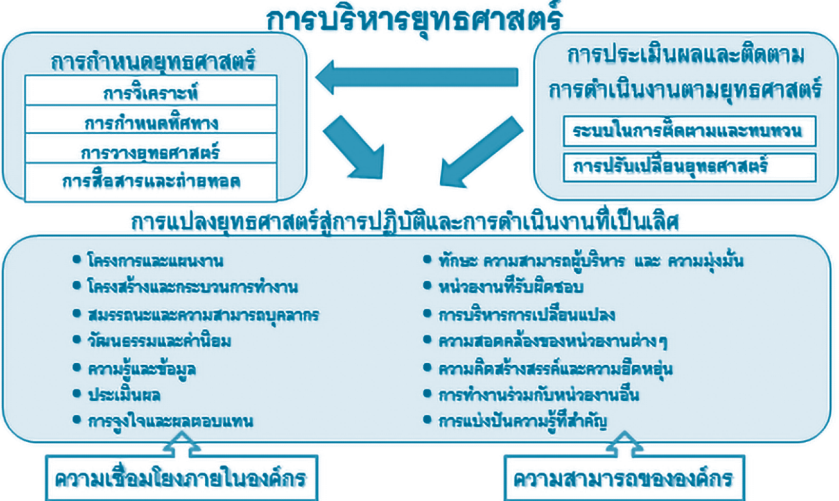 การบริหารยุทธศาสตร์
การกำหนดยุทธศาสตร์
การวิเคราะห์
การกำหนดทิศทาง
การวางยุทธศาสตร์
การสื่อสารและถ่ายทอด
การประเมินผลและติดตาม
การดำเนินงานตามยุทธศาสตร์
ระบบในการติดตามและทบทวน
การปรับเปลี่ยนยุทธศาสตร์
การแปลงยุทธศาสตร์สู่การปฏิบัติและการดำเนินงานที่เป็นเลิศ
• โครงการและแผนงาน
• โครงสร้างและกระบวนการทำงาน
• สมรรถนะและความสามารถบุคลากร
• วัฒนธรรมและค่านิยม
• ความรู้และข้อมูล
• ประเมินผล
• การจูงใจและผลตอบแทน
• ทักษะ ความสามารถผู้บริหาร และ ความมุ่งมั่น
• หน่วยงานที่รับผิดชอบ
• การบริหารการเปลี่ยนแปลง
• ความสอดคล้องของหน่วยงานต่างๆ
• ความคิดสร้างสรรค์และความยืดหยุ่น
• การทำงานร่วมกับหน่วยงานอื่น
• การแบ่งปันความรู้ที่สำคัญ
ความเชื่อมโยงภายในองค์กร
ความสามารถขององค์กร